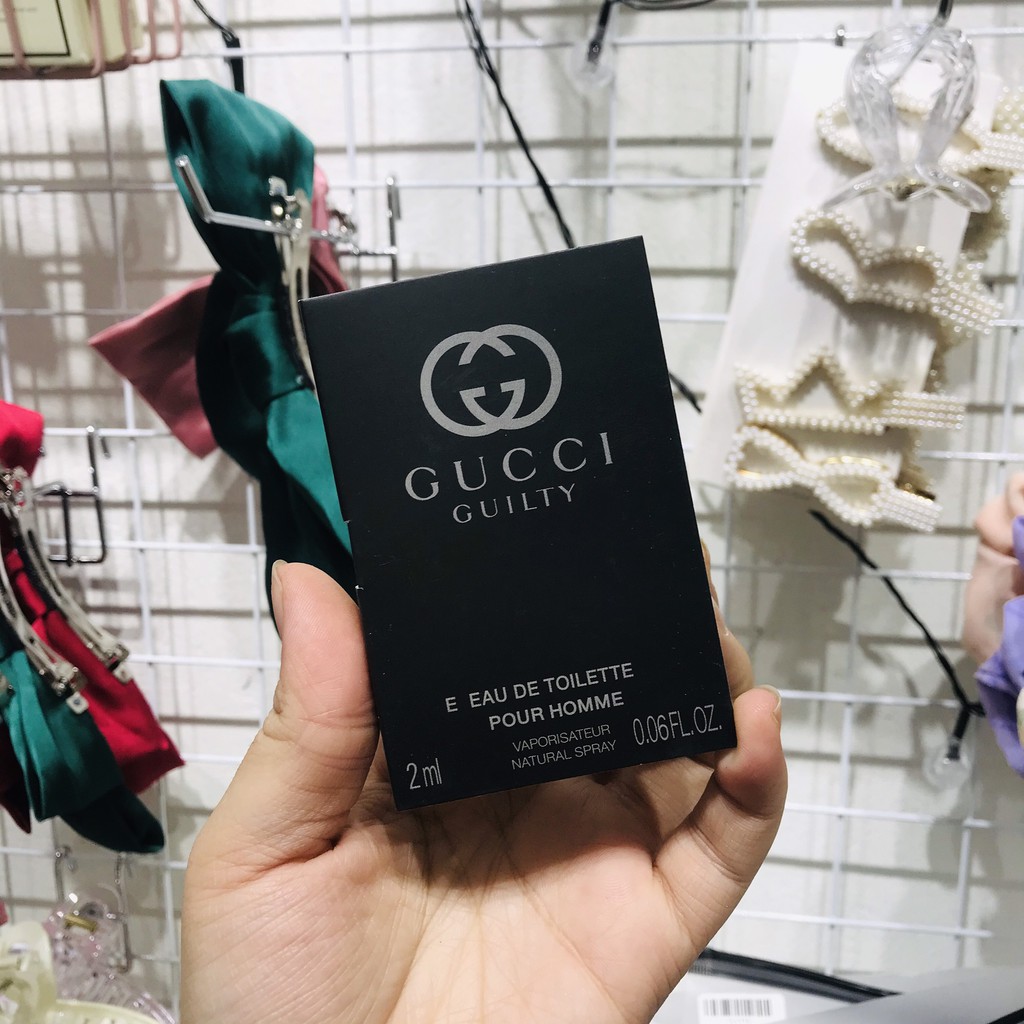 GUCCI
GUILTY
E EAU DE TOILETTE
POUR HOMME
VAPORISATEUR
NATURAL SPRAY
2ml
0.06FL.OZ.